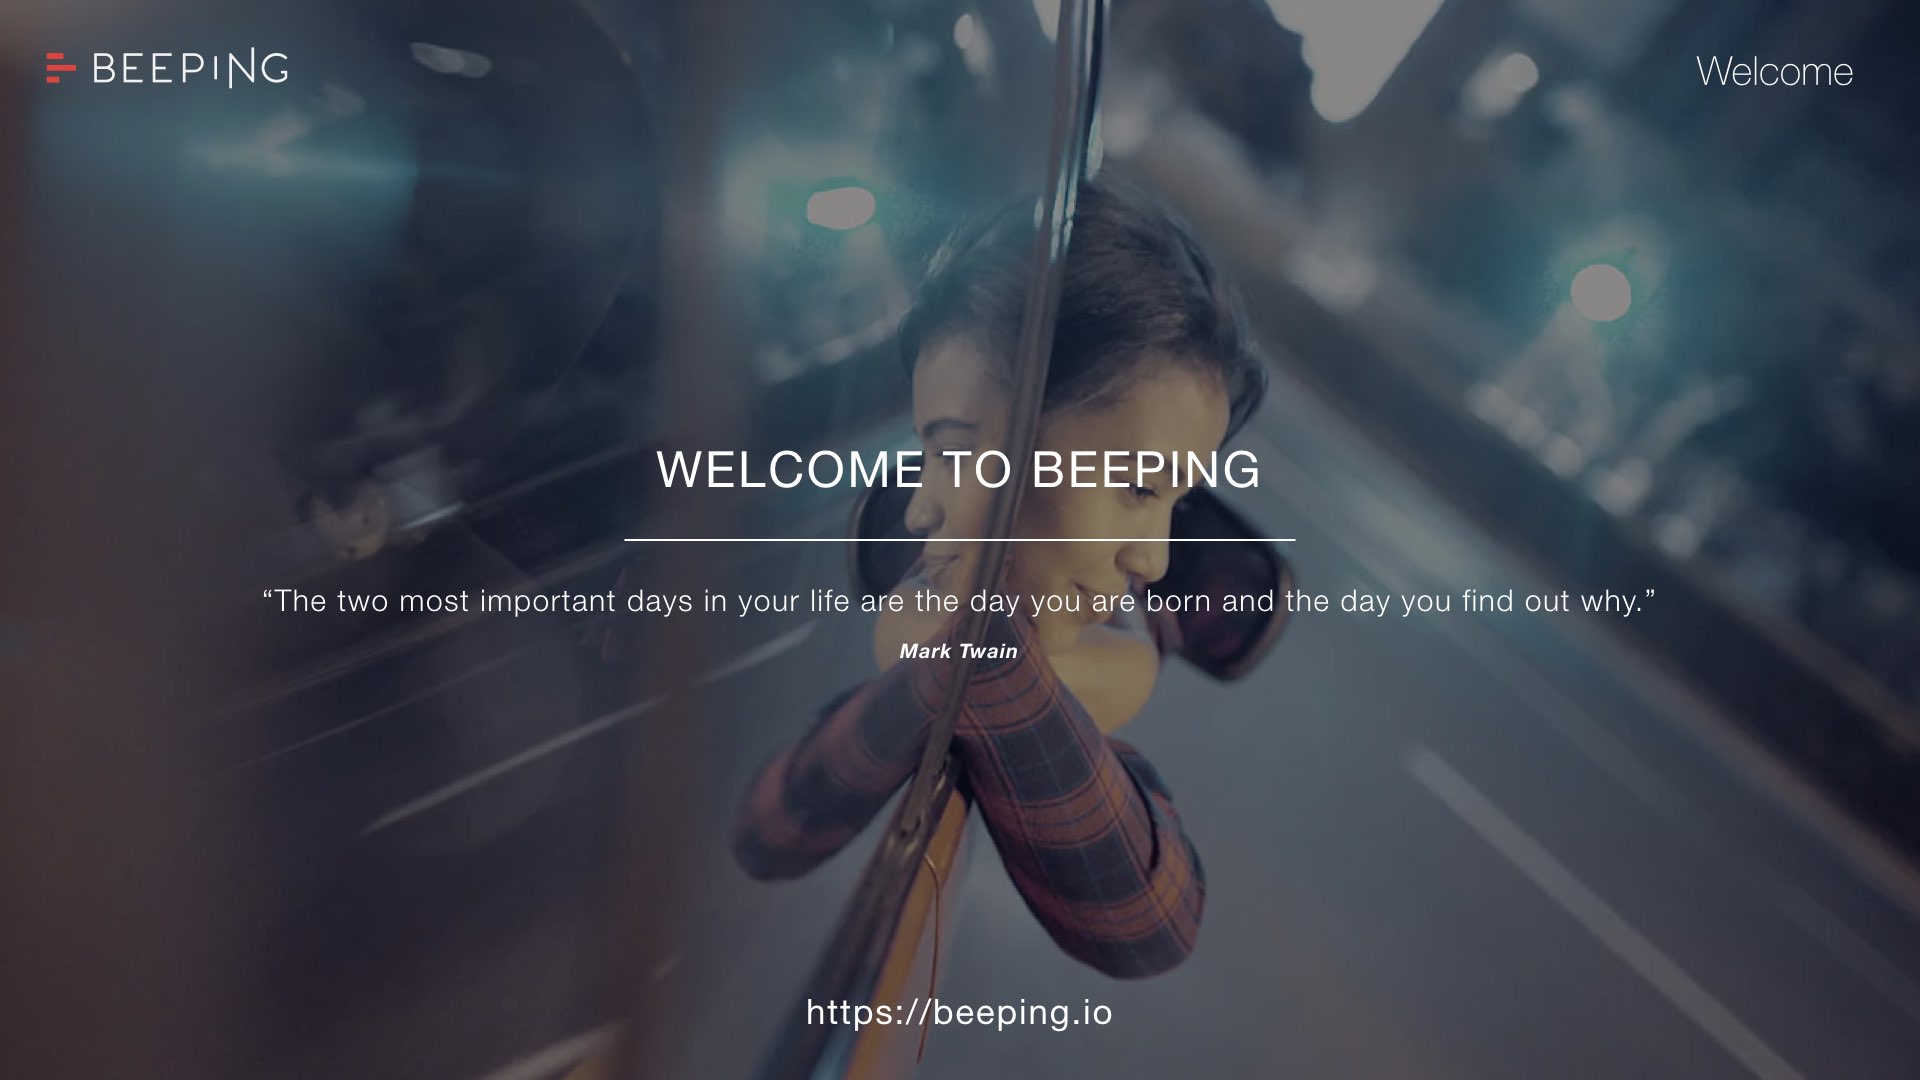 BEEPING
Welcome
WELCOME TO BEEPING
“The two most important days in your life are the day you are born and the day you find out why.”
Mark Twain
https://beeping.io